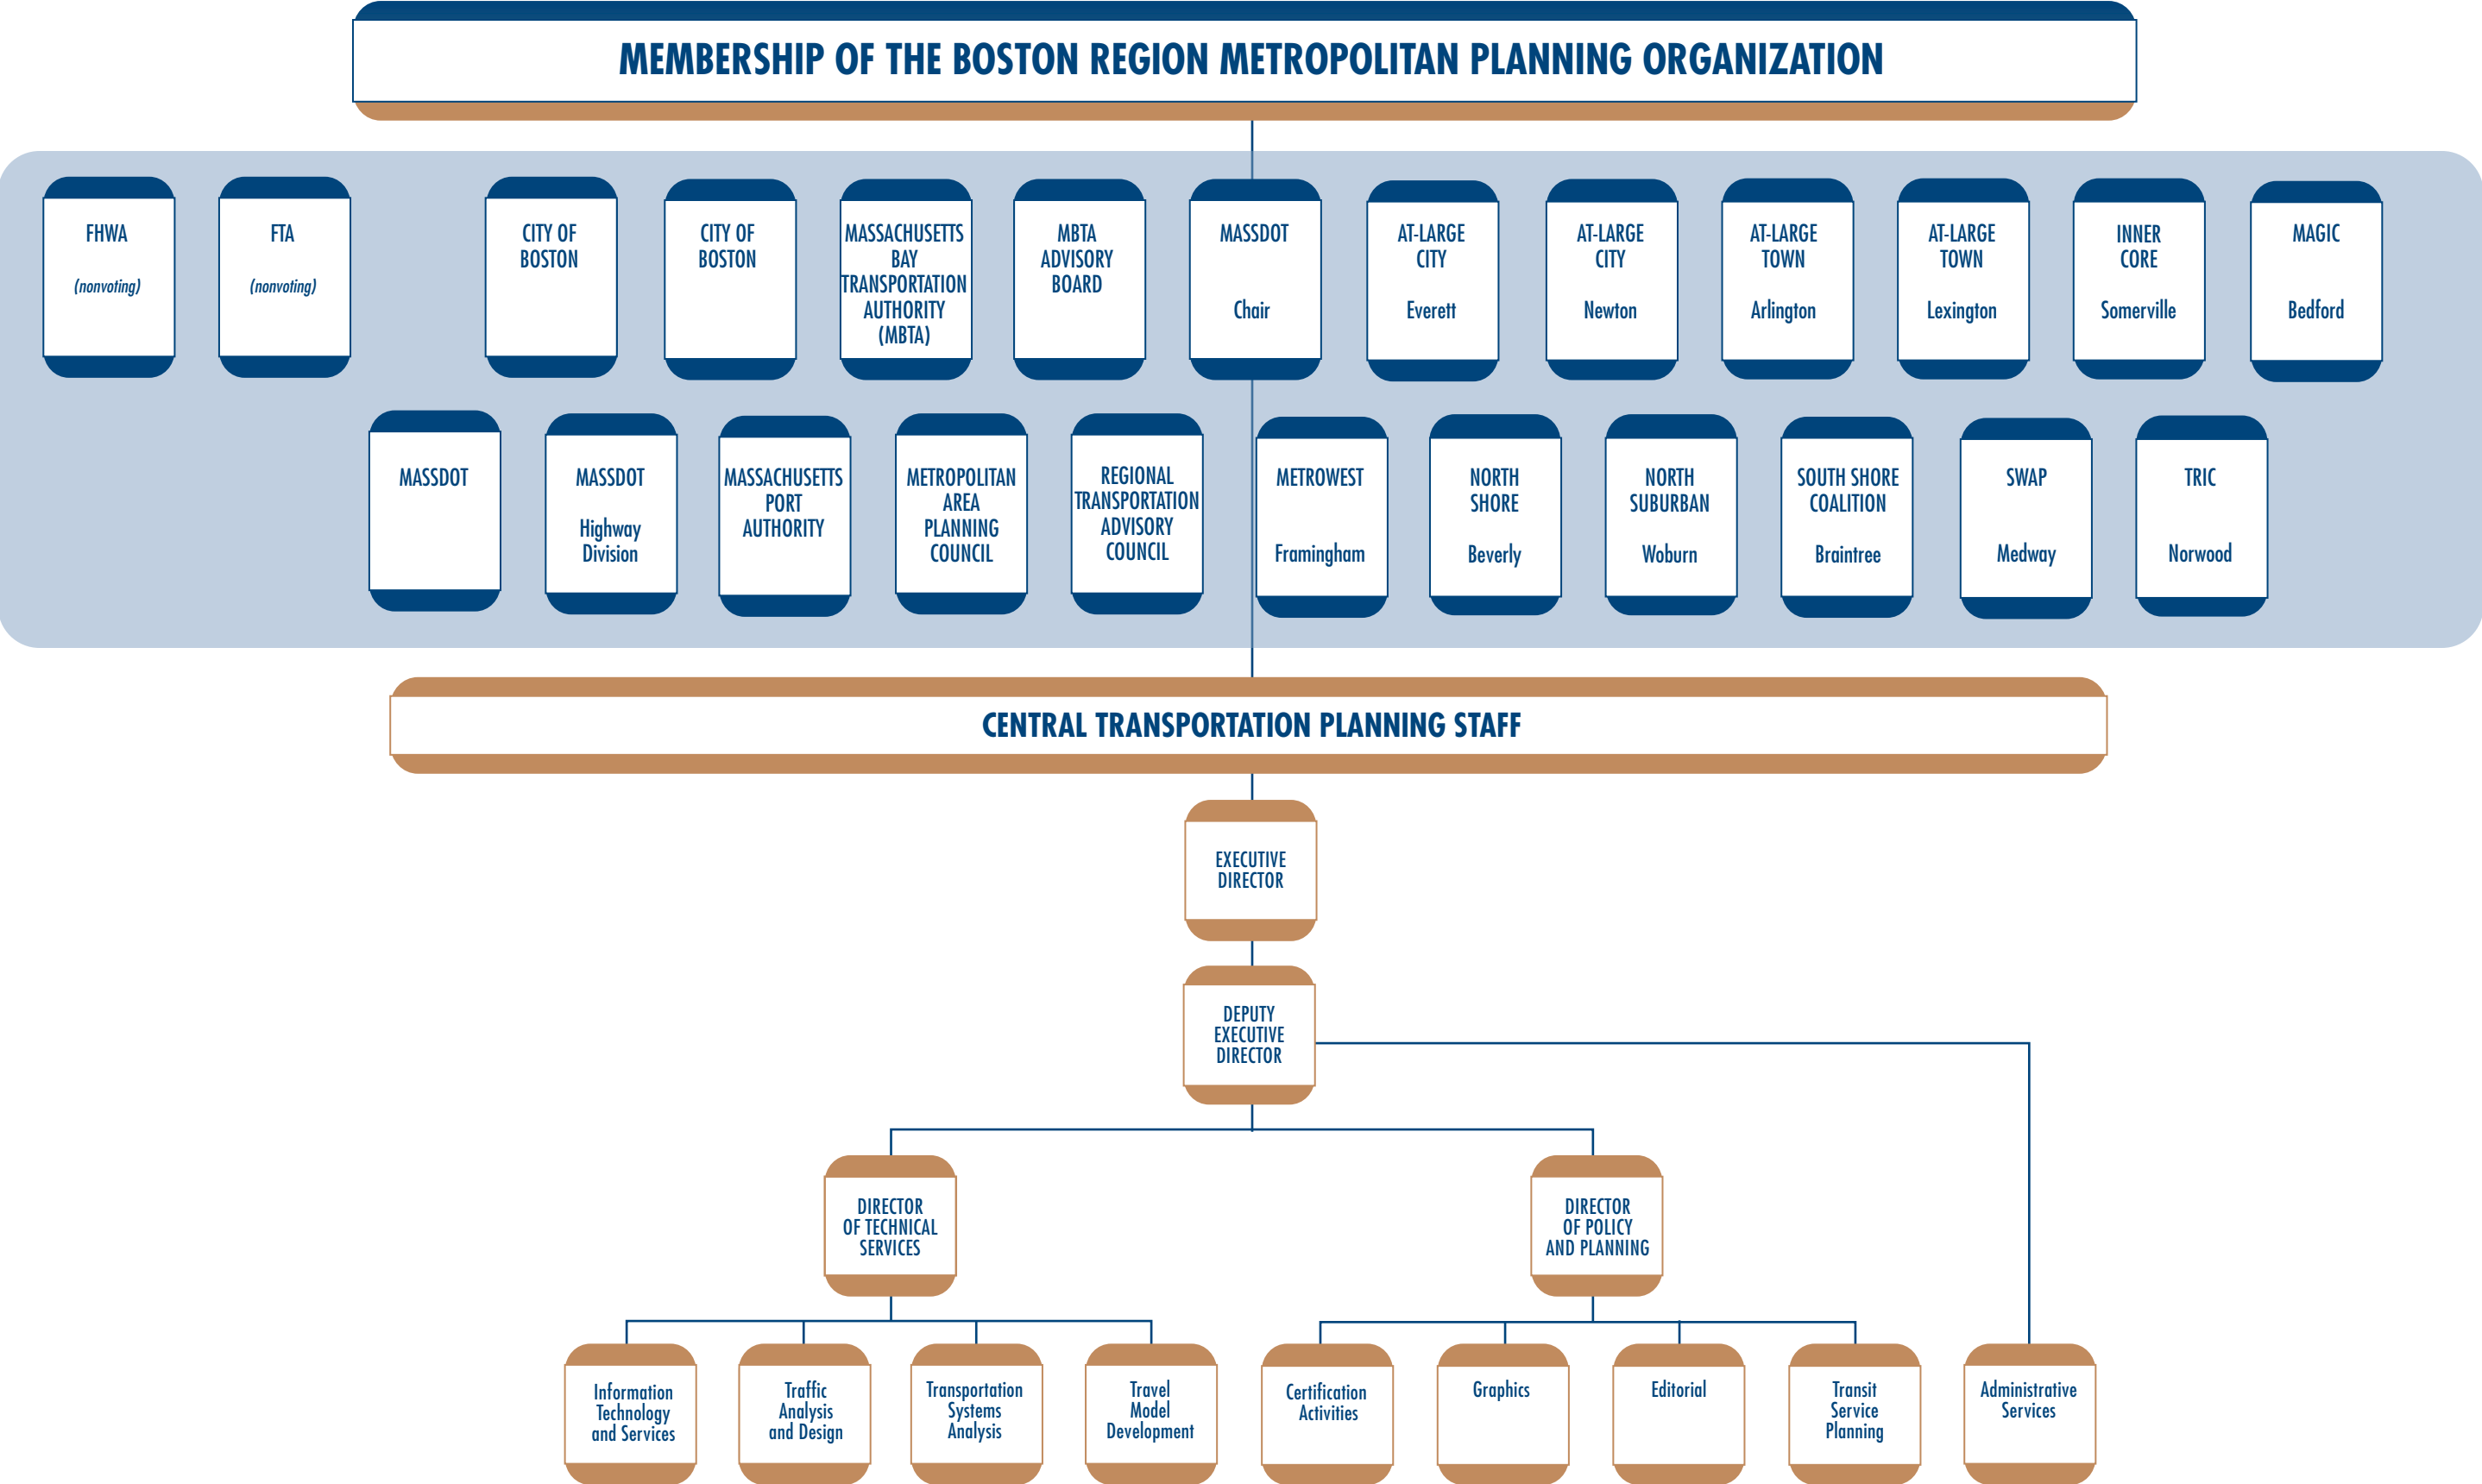 MEMBERSHIP OF THE BOSTON REGION METROPOLITAN PLANNING ORGANIZATION
FHWA
(nonvoting)
FTA
(nonvoting)
CITY OF
BOSTON
CITY OF
BOSTON
MASSACHUSETTS
BAY
TRANSPORTATION
AUTHORITY
(MBTA)
MBTA
ADVISORY
BOARD
MASSDOT
Chair
AT-LARGE
CITY
Everett
AT-LARGE
CITY
Newton
AT-LARGE
TOWN
Arlington
AT-LARGE
TOWN
Lexington
INNER
CORE
Somerville
MAGIC
Bedford
MASSDOT
MASSDOT
Highway
Division
MASSACHUSETTS
PORT
AUTHORITY
METROPOLITAN
AREA
PLANNING
COUNCIL
REGIONAL
TRANSPORTATION
ADVISORY
COUNCIL
METROWEST
Framingham
NORTH
SHORE
Beverly
NORTH
SUBURBAN
Woburn
SOUTH SHORE
COALITION
Braintree
SWAP
Medway
TRIC
Norwood
CENTRAL TRANSPORTATION PLANNING STAFF
EXECUTIVE
DIRECTOR
DEPUTY
EXECUTIVE
DIRECTOR
DIRECTOR
OF TECHNICAL
SERVICES
DIRECTOR
OF POLICY
AND PLANNING
Information
Technology
and Services
Traffic
Analysis
and Design
Transportation
Systems
Analysis
Travel
Model
Development
Certification
Activities
Graphics
Editorial
Transit
Service
Planning
Administrative
Services